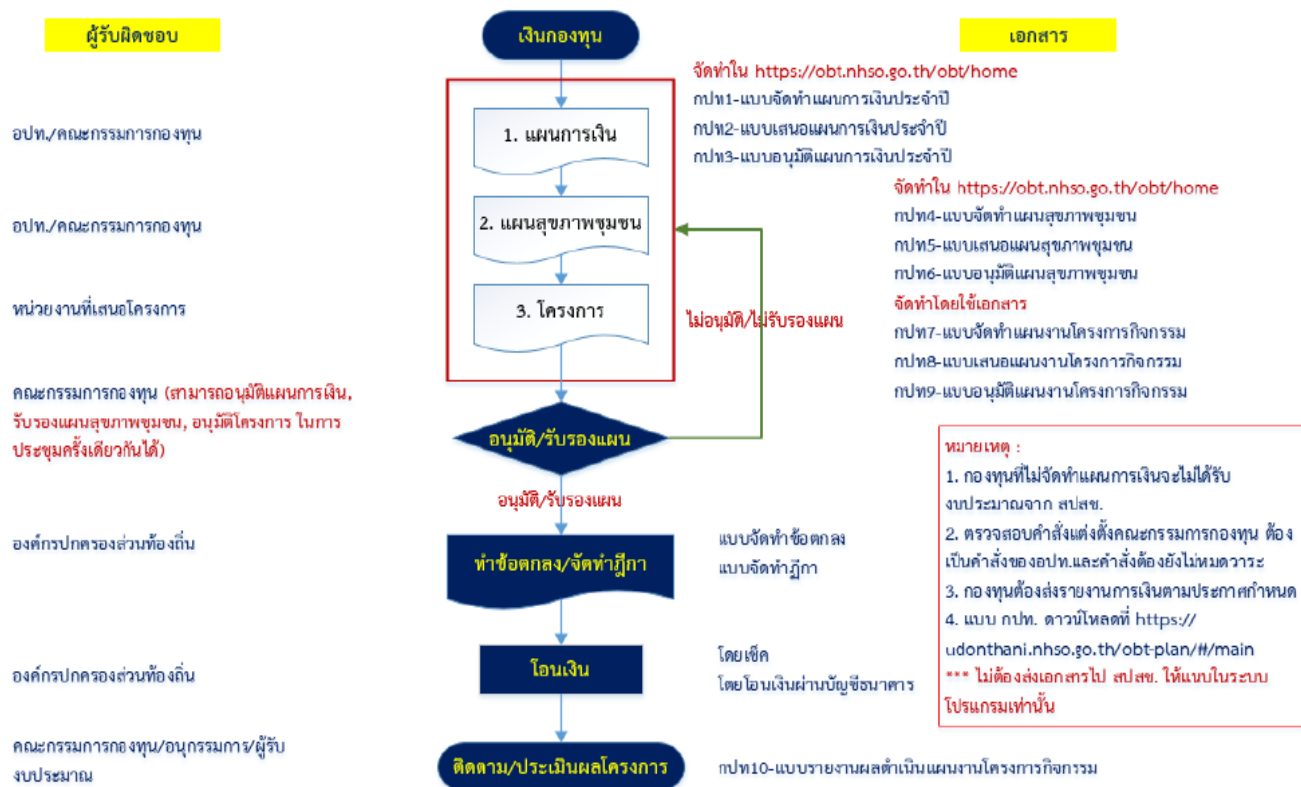 ผู้รับผิดชอบ
เงินกองทุน
เอกสาร
จัดทำใน https://obt.nhso.go.th/obt/home
กปท1-แบบจัดทำแผนการเงินประจำปี
กปท2-แบบเสนอแผนการเงินประจำปี
กปท3-แบบอนุมัติแผนการเงินประจำปี
อปท./คณะกรรมการกองทุน
1. แผนการเงิน
จัดทำใน https://obt.nhso.go.th/obt/home
กปท4-แบบจัดทำแผนสุขภาพชุมชน
กปท5-แบบเสนอแผนสุขภาพชุมชน
กปท6-แบบอนุมัติแผนสุขภาพชุมชน
อปท./คณะกรรมการกองทุน
2. แผนสุขภาพชุมชน
หน่วยงานที่เสนอโครงการ
3. โครงการ
ไม่อนุมัติ/ไม่รับรองแผน
จัดทำโดยใช้เอกสาร
กปท7-แบบจัดทำแผนงานโครงการกิจกรรม
กปท8-แบบเสนอแผนงานโครงการกิจกรรม
กปท9-แบบอนุมัติแผนงานโครงการกิจกรรม
คณะกรรมการกองทุน (สามารถอนุมัติแผนการเงิน,
รับรองแผนสุขภาพชุมชน, อนุมัติโครงการ ในการ
ประชุมครั้งเดียวกันได้)
อนุมัติ/รับรองแผน
อนุมัติ/รับรองแผน
หมายเหตุ :
1. กองทุนที่ไม่จัดทำแผนการเงินจะไม่ได้รับ
งบประมาณจาก สปสช.
2. ตรวจสอบคำสั่งแต่งตั้งคณะกรรมการกองทุน ต้อง
เป็นคำสั่งของอปท.และคำสั่งต้องยังไม่หมดวาระ
3. กองทุนต้องส่งรายงานการเงินตามประกาศกำหนด
4. แบบ กปท. ดาวน์โหลดที่ https://
udonthani.nhso.go.th/obt-plan/#/main
*** ไม่ต้องส่งเอกสารไป สปสช. ให้แนบในระบบ
โปรแกรมเท่านั้น
องค์กรปกครองส่วนท้องถิ่น
ทำข้อตกลง/จัดทำฎีกา
แบบจัดทำข้อตกลง
แบบจัดทำฎีกา
องค์กรปกครองส่วนท้องถิ่น
โอนเงิน
โดยเช็ค
โดยโอนเงินผ่านบัญชีธนาคาร
คณะกรรมการกองทุน/อนุกรรมการ/ผู้รับ
งบประมาณ
ติดตาม/ประเมินผลโครงการ
กปท10-แบบรายงานผลดำเนินแผนงานโครงการกิจกรรม